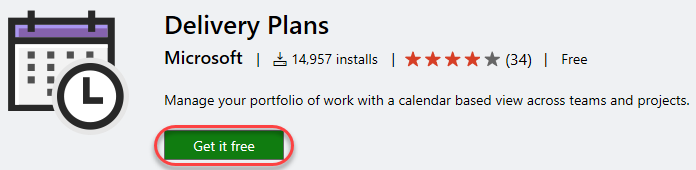 Delivery Plans
Microsoft | 14,957 installs | (34) | Free
Manage your portfolio of work with a calendar based view across teams and projects.
Get it free